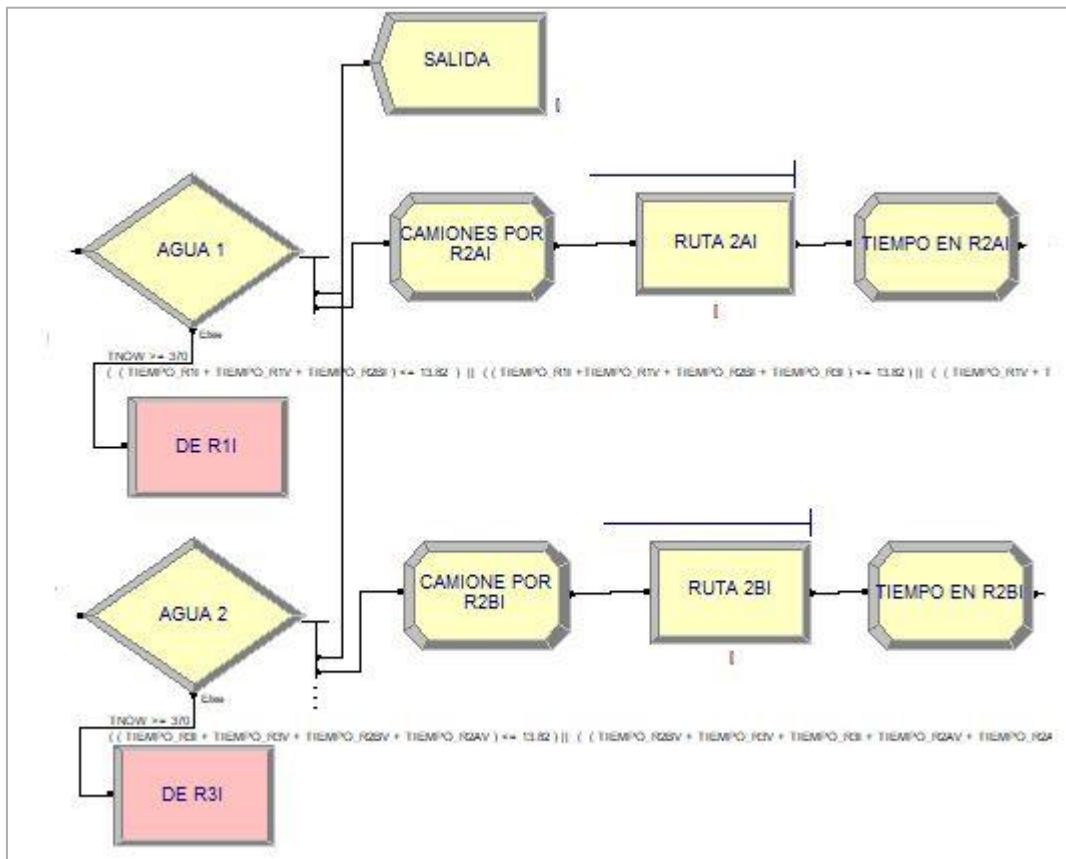 SALIDA
AGUA 1
CAMIONES POR
R2AI
RUTA 2AI
TIEMPO EN R2AI
Else
TNOW >= 370
( ( TIEMPO_R1I + TIEMPO_R1V + TIEMPO_R2BI ) <= 13.82 ) || ( ( TIEMPO_R1I +TIEMPO_R1V + TIEMPO_R2BI + TIEMPO_R3I ) <= 13.82 ) || ( ( TIEMPO_R1V + T
DE R1I
AGUA 2
CAMIONE POR
R2BI
RUTA 2BI
TIEMPO EN R2BI
Else
TNOW >= 370
( ( TIEMPO_R3I + TIEMPO_R3V + TIEMPO_R2BV + TIEMPO_R2AV ) <= 13.82 ) || ( ( TIEMPO_R2BV + TIEMPO_R3V + TIEMPO_R3I + TIEMPO_R2AV + TIEMPO_R2A
DE R3I